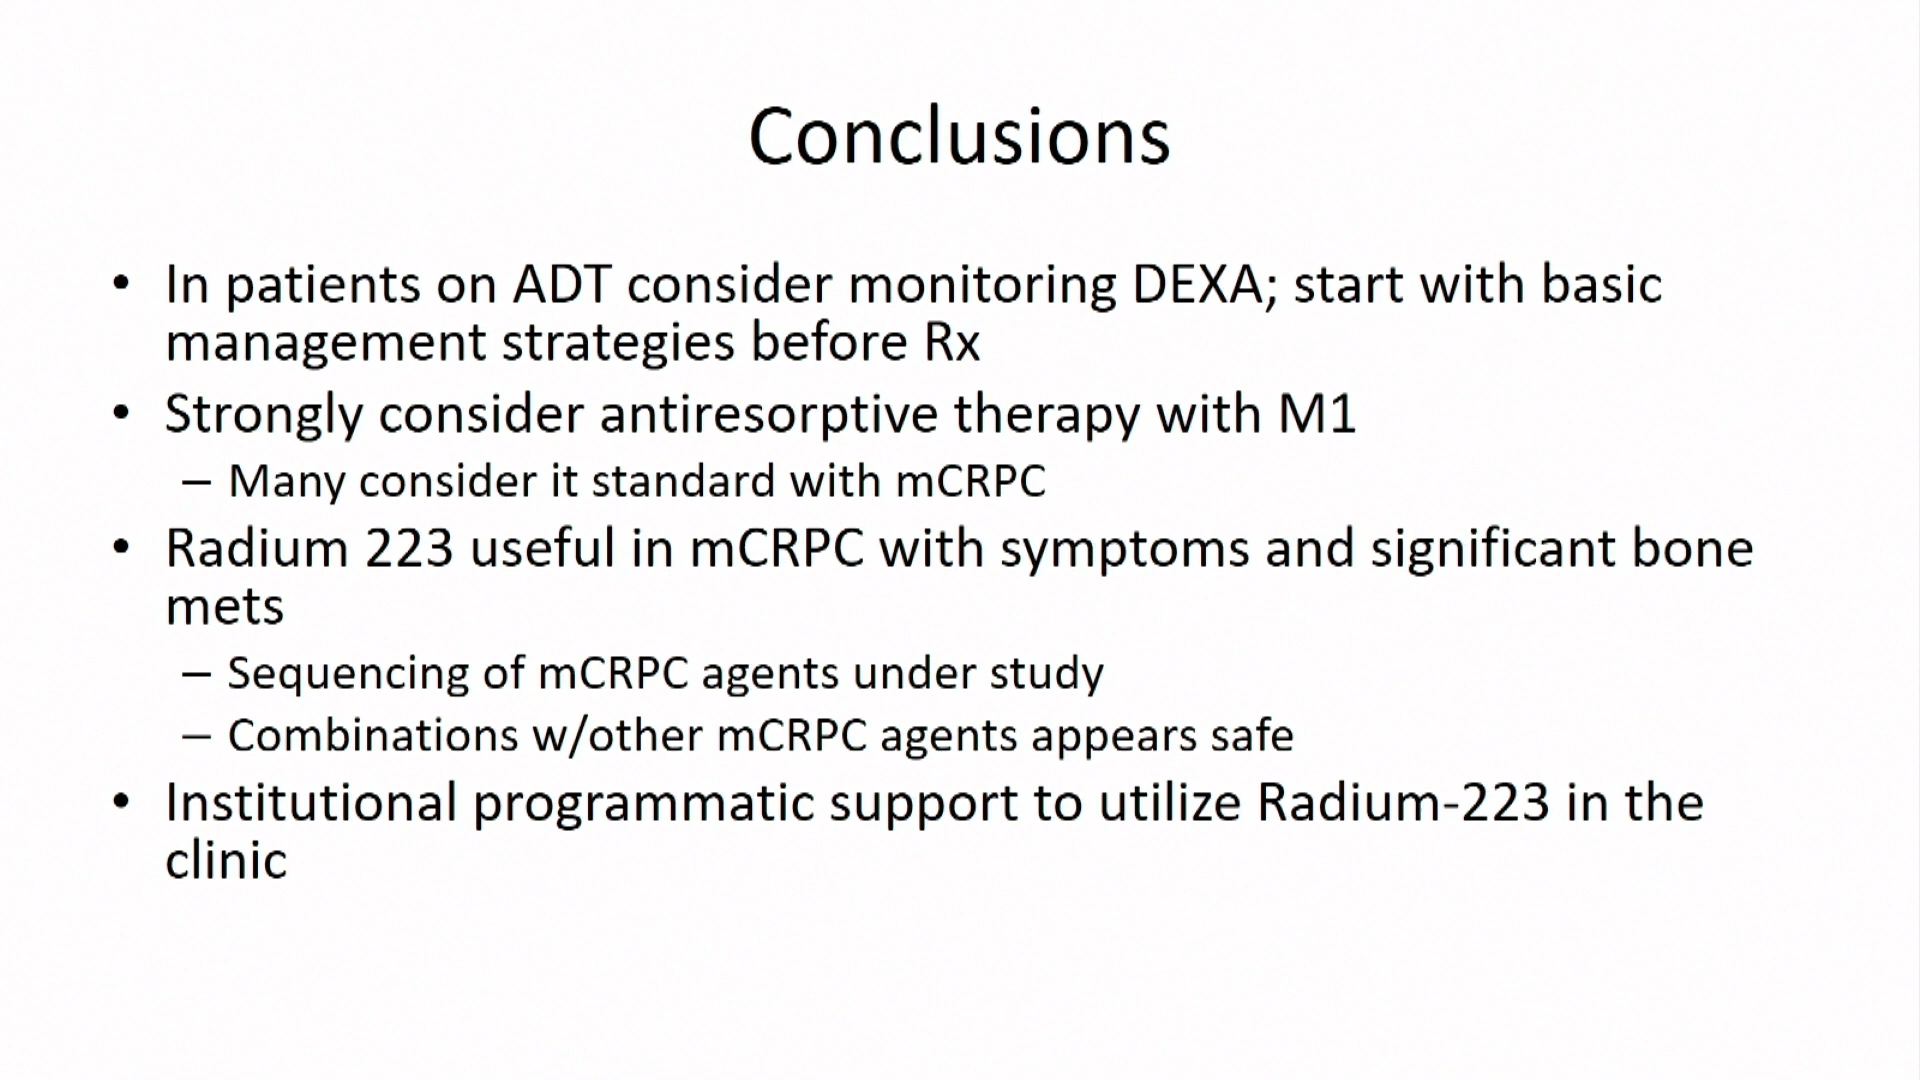 Conclusions
• In patients on ADT consider monitoring DEXA; start with basic
management strategies before Rx
• Strongly consider antiresorptive therapy with M1
– Many consider it standard with mCRPC
• Radium 223 useful in mCRPC with symptoms and significant bone
mets
– Sequencing of mCRPC agents under study
– Combinations w/other mCRPC agents appears safe
• Institutional programmatic support to utilize Radium-223 in the
clinic